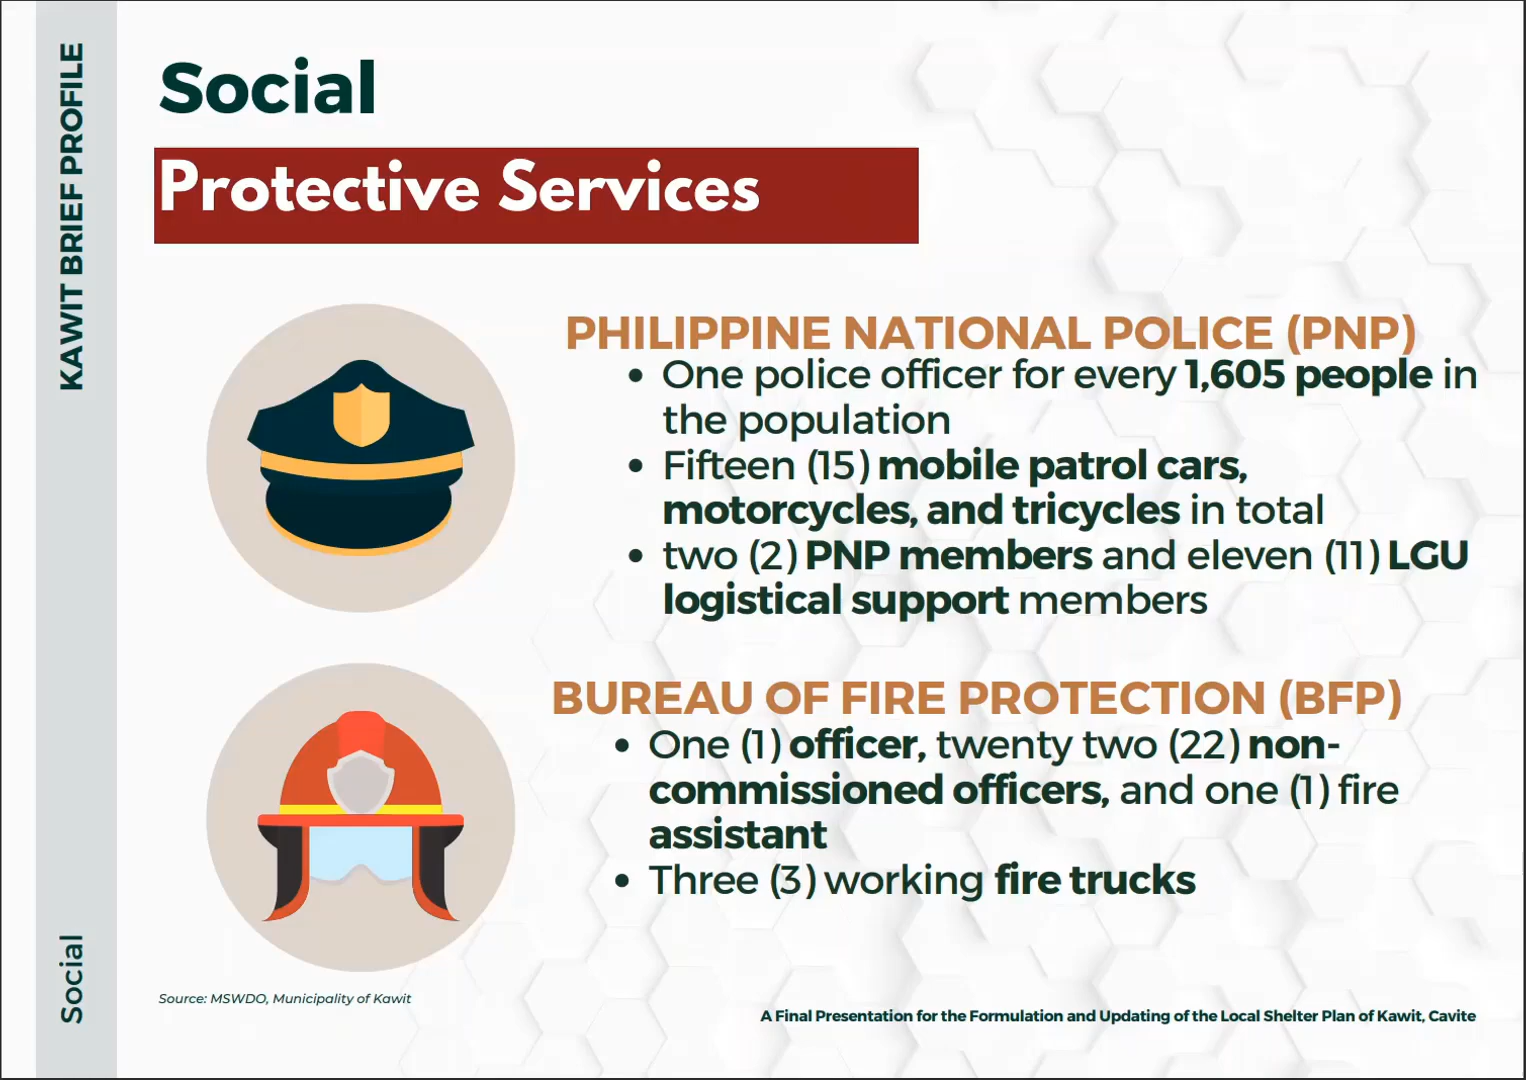 KAWIT BRIEF PROFILE
Social
Protective Services
PHILIPPINE NATIONAL POLICE (PNP)
• One police officer for every 1,605 people in
the population
• Fifteen (15) mobile patrol cars,
motorcycles, and tricycles in total
• two (2) PNP members and eleven (11) LGU
logistical support members
BUREAU OF FIRE PROTECTION (BFP)
• One (1) officer, twenty two (22) non-
commissioned officers, and one (1) fire
assistant
• Three (3) working fire trucks
Social
Source: MSWDO, Municipality of Kawit
A Final Presentation for the Formulation and Updating of the Local Shelter Plan of Kawit, Cavite